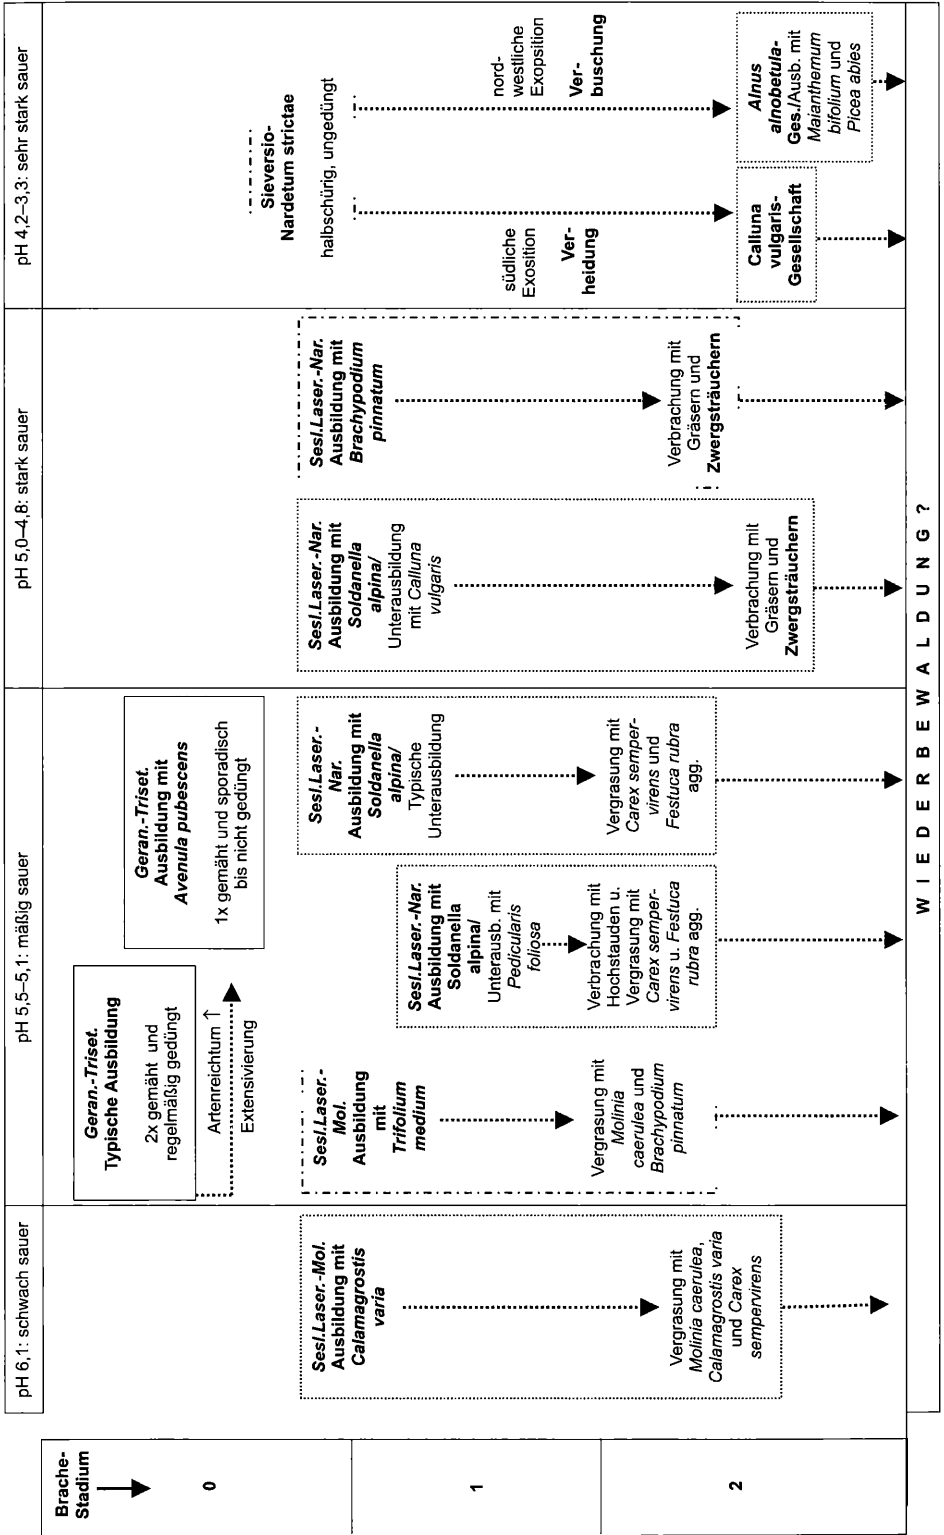 pH 6,1: schwach sauer
pH 5,5–5,1: mäßig sauer
pH 5,0–4,8: stark sauer
pH 4,2–3,3: sehr stark sauer
Brache-
Stadium
0
1
2
Sesl.Laser.-Mol.
Ausbildung mit
Calamagrostis
varia
Vergrasung mit
Molinia caerulea,
Calamagrostis varia
und Carex
sempervirens
Geran.-Triset.
Typische Ausbildung
2x gemäht und
regelmäßig gedüngt
Artenreichtum ↑
Extensivierung
Geran.-Triset.
Ausbildung mit
Avenula pubescens
1x gemäht und sporadisch
bis nicht gedüngt
Sesl.Laser.-
Mol.
Ausbildung
mit
Trifolium
medium
Vergrasung mit
Molinia
caerulea und
Brachypodium
pinnatum
Sesl.Laser.-Nar.
Ausbildung mit
Soldanella
alpina/
Unterausb. mit
Pedicularis
foliosa
Verbrachung mit
Hochstauden u.
Vergrasung mit
Carex semper-
virens u. Festuca
rubra agg.
Sesl.Laser.-
Nar.
Ausbildung mit
Soldanella
alpina/
Typische
Unterausbildung
Vergrasung mit
Carex semper-
virens und
Festuca rubra
agg.
Sesl.Laser.-Nar.
Ausbildung mit
Soldanella
alpina/
Unterausbildung
mit Calluna
vulgaris
Verbrachung mit
Gräsern und
Zwergsträuchern
Sesl.Laser.-Nar.
Ausbildung mit
Brachypodium
pinnatum
Verbrachung mit
Gräsern und
Zwergsträuchern
Sieversio-
Nardetum strictae
halbschürig, ungedüngt
südliche
Exosition
Ver-
heidung
nord-
westliche
Exopsition
Ver-
buschung
Calluna
vulgaris-
Gesellschaft
Alnus
alnobetula-
Ges./Ausb. mit
Maianthemum
bifolium und
Picea abies
WIEDERBEWALDUNG?